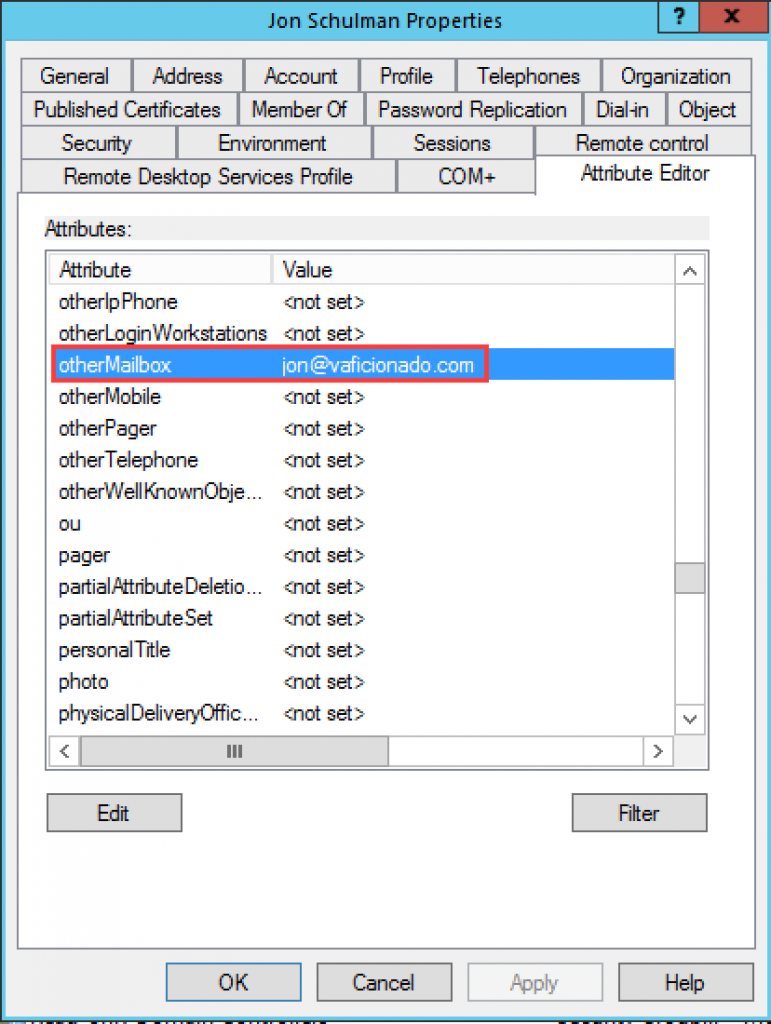 Jon Schulman Properties
?
x
General Address Account Profile Telephones Organization
Published Certificates Member Of Password Replication Dial-in Object
Security Environment Sessions Remote control
Remote Desktop Services Profile COM+ Attribute Editor
Attributes:
Attribute Value
otherIpPhone <not set>
otherLoginWorkstations <not set>
otherMailbox jon@vaficionado.com
otherMobile <not set>
otherPager <not set>
otherTelephone <not set>
otherWellKnownObje... <not set>
ou <not set>
pager <not set>
partialAttributeDeletio... <not set>
partialAttributeSet <not set>
personalTitle <not set>
photo <not set>
physicalDeliveryOffic... <not set>
Edit Filter
OK Cancel Apply Help